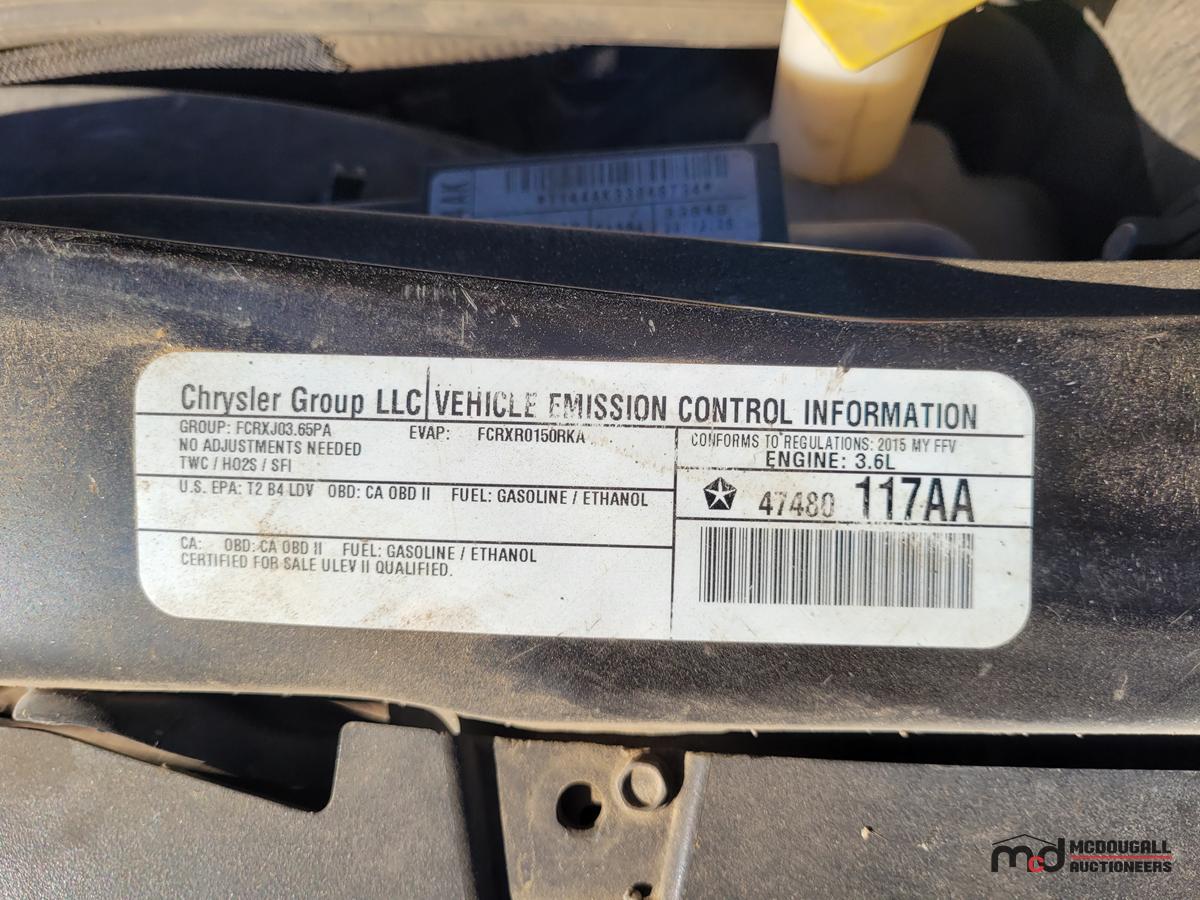 AK
Chrysler Group LLC VEHICLE EMISSION CONTROL INFORMATION
GROUP: FCRXJ03.65PA EVAP: FCRXR0150RKA
NO ADJUSTMENTS NEEDED
TWC / HO2S / SFI
U.S. EPA: T2 B4 LDV OBD: CA OBD II FUEL: GASOLINE / ETHANOL
CA: OBD: CA OBD II FUEL: GASOLINE / ETHANOL
CERTIFIED FOR SALE ULEV II QUALIFIED.
CONFORMS TO REGULATIONS: 2015 MY FFV
ENGINE: 3.6L
47480 117AA
mcd MCDOUGALL
AUCTIONEERS